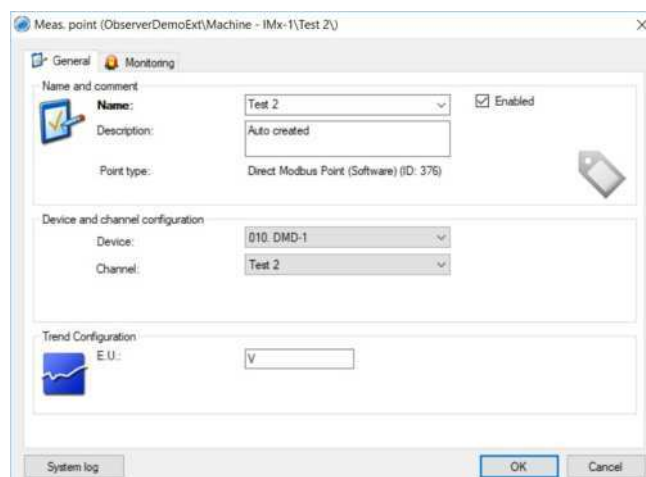 Meas. point (ObserverDemoExt\Machine - IMx-1\Test 2\)
General Monitoring
Name and comment
Name: Test 2 Enabled
Description: Auto created
Point type: Direct Modbus Point (Software) (ID: 376)
Device and channel configuration
Device: 010. DMD-1
Channel: Test 2
Trend Configuration
E.U.: V
System log OK Cancel